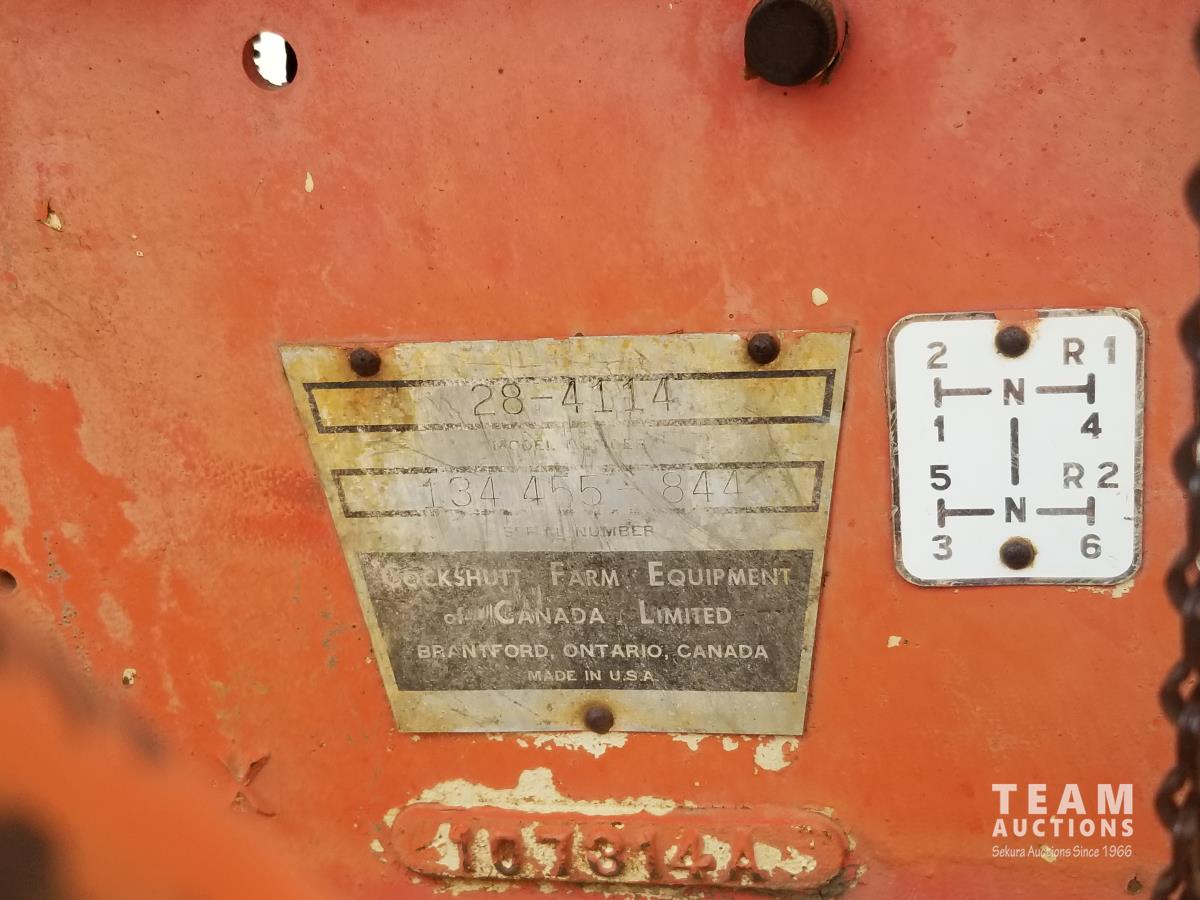 28-4114
MODEL NUMBER
134 455 - 844
SERIAL NUMBER
COCKSHUTT FARM EQUIPMENT
of CANADA LIMITED
BRANTFORD, ONTARIO, CANADA
MADE IN U.S.A.
2 R 1
N
1 4
5 R 2
N
3 6
107314A
TEAM
AUCTIONS
Sekura Auctions Since 1966